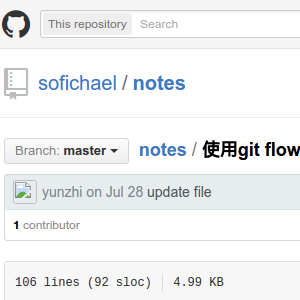 This repository Search
sofichael / notes
Branch: master notes / 使用git flow
yunzhi on Jul 28 update file
1 contributor
106 lines (92 sloc) 4.99 KB